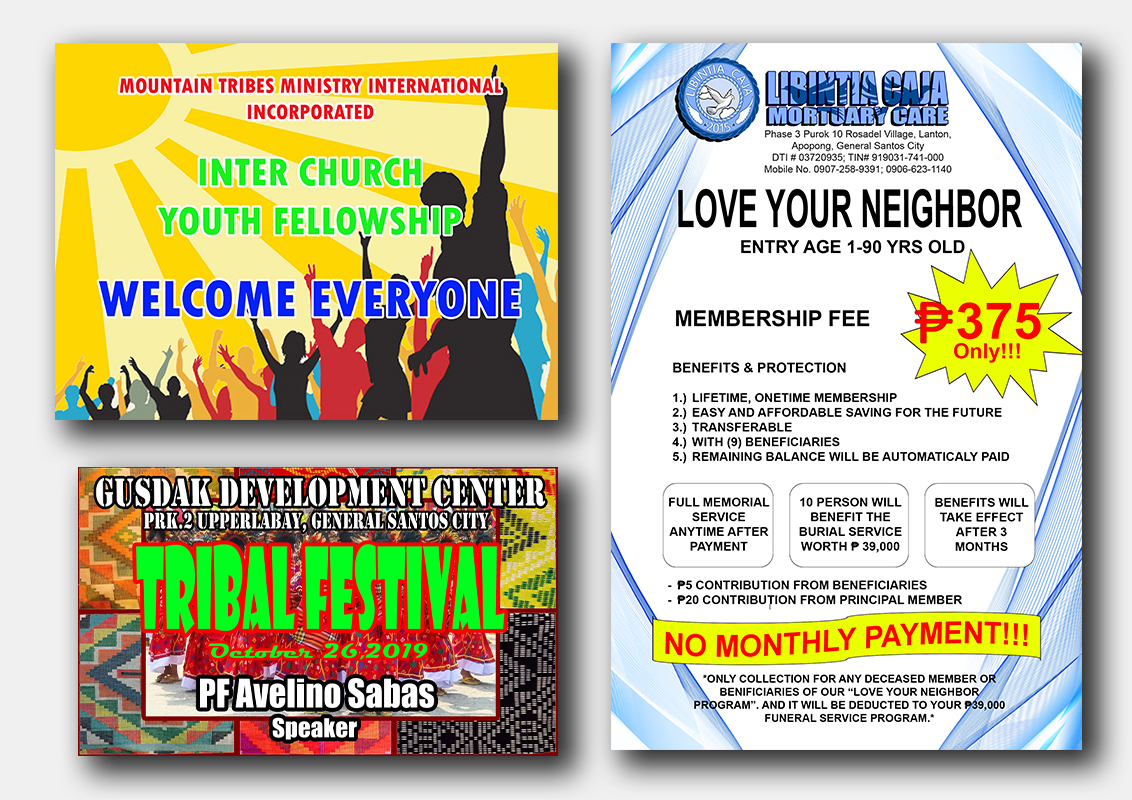 MOUNTAIN TRIBES MINISTRY INTERNATIONAL
INCORPORATED
INTER CHURCH
YOUTH FELLOWSHIP
WELCOME EVERYONE
GUSDAK DEVELOPMENT CENTER
PRK.2 UPPERLABAY, GENERAL SANTOS CITY
TRIBAL FESTIVAL
October 26 2019
PF Avelino Sabas
Speaker
LIBINTIA CAJA
2015
LIBINTIA CAJA
MORTUARY CARE
Phase 3 Purok 10 Rosadel Village, Lanton,
Apopong, General Santos City
DTI # 03720935; TIN# 919031-741-000
Mobile No. 0907-258-9391; 0906-623-1140
LOVE YOUR NEIGHBOR
ENTRY AGE 1-90 YRS OLD
MEMBERSHIP FEE
₱375
Only!!!
BENEFITS & PROTECTION
1.) LIFETIME, ONETIME MEMBERSHIP
2.) EASY AND AFFORDABLE SAVING FOR THE FUTURE
3.) TRANSFERABLE
4.) WITH (9) BENEFICIARIES
5.) REMAINING BALANCE WILL BE AUTOMATICALY PAID
FULL MEMORIAL
SERVICE
ANYTIME AFTER
PAYMENT
10 PERSON WILL
BENEFIT THE
BURIAL SERVICE
WORTH ₱ 39,000
BENEFITS WILL
TAKE EFFECT
AFTER 3
MONTHS
- ₱5 CONTRIBUTION FROM BENEFICIARIES
- ₱20 CONTRIBUTION FROM PRINCIPAL MEMBER
NO MONTHLY PAYMENT!!!
*ONLY COLLECTION FOR ANY DECEASED MEMBER OR
BENIFICIARIES OF OUR “LOVE YOUR NEIGHBOR
PROGRAM”. AND IT WILL BE DEDUCTED TO YOUR ₱39,000
FUNERAL SERVICE PROGRAM.*